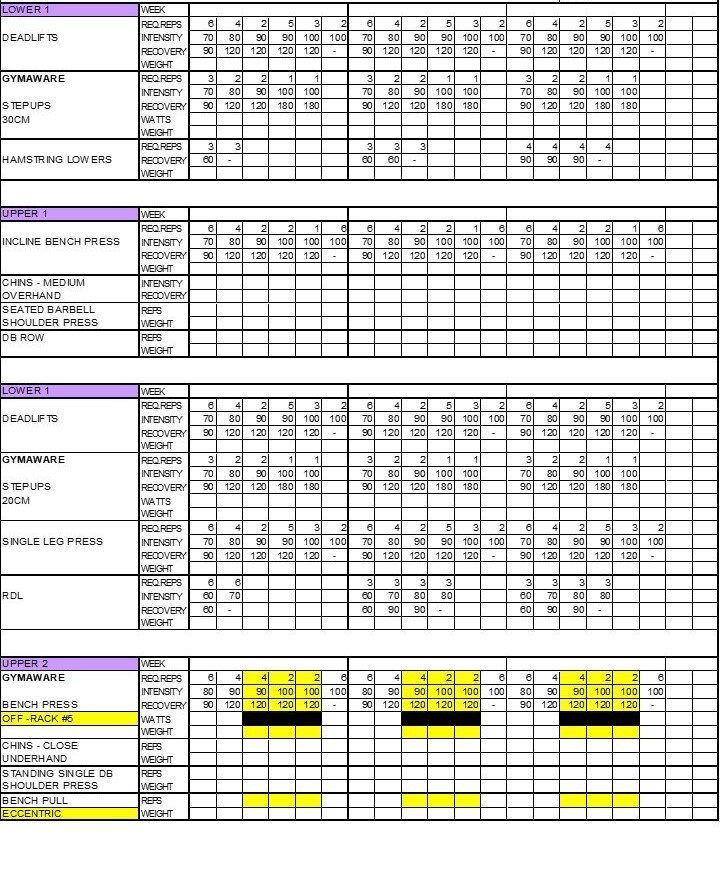 LOWER 1 WEEK
REQ.REPS 6 4 2 5 3 2 6 4 2 5 3 2 6 4 2 5 3 2
DEADLIFTS INTENSITY 70 80 90 90 100 100 70 80 90 90 100 100 70 80 90 90 100 100
RECOVERY 90 120 120 120 120 - 90 120 120 120 120 - 90 120 120 120 120 -
WEIGHT
GYMAWARE REQ.REPS 3 2 2 1 1 3 2 2 1 1 3 2 2 1 1
INTENSITY 70 80 90 100 100 70 80 90 100 100 70 80 90 100 100
STEPUPS RECOVERY 90 120 120 180 180 90 120 120 180 180 90 120 120 180 180
30CM WATTS
WEIGHT
REQ.REPS 3 3 3 3 3 4 4 4 4
HAMSTRING LOWERS RECOVERY 60 - 60 60 - 90 90 90 -
WEIGHT
UPPER 1 WEEK
REQ.REPS 6 4 2 2 1 6 6 4 2 2 1 6 6 4 2 2 1 6
INCLINE BENCH PRESS INTENSITY 70 80 90 100 100 100 70 80 90 100 100 100 70 80 90 100 100 100
RECOVERY 90 120 120 120 120 - 90 120 120 120 120 - 90 120 120 120 120 -
WEIGHT
CHINS - MEDIUM INTENSITY
OVERHAND RECOVERY
SEATED BARBELL REPS
SHOULDER PRESS WEIGHT
DB ROW REPS
WEIGHT
LOWER 1 WEEK
REQ.REPS 6 4 2 5 3 2 6 4 2 5 3 2 6 4 2 5 3 2
DEADLIFTS INTENSITY 70 80 90 90 100 100 70 80 90 90 100 100 70 80 90 90 100 100
RECOVERY 90 120 120 120 120 - 90 120 120 120 120 - 90 120 120 120 120 -
WEIGHT
GYMAWARE REQ.REPS 3 2 2 1 1 3 2 2 1 1 3 2 2 1 1
INTENSITY 70 80 90 100 100 70 80 90 100 100 70 80 90 100 100
STEPUPS RECOVERY 90 120 120 180 180 90 120 120 180 180 90 120 120 180 180
20CM WATTS
WEIGHT
REQ.REPS 6 4 2 5 3 2 6 4 2 5 3 2 6 4 2 5 3 2
SINGLE LEG PRESS INTENSITY 70 80 90 90 100 100 70 80 90 90 100 100 70 80 90 90 100 100
RECOVERY 90 120 120 120 120 - 90 120 120 120 120 - 90 120 120 120 120 -
WEIGHT
REQ.REPS 6 6 3 3 3 3 3 3 3 3
RDL INTENSITY 60 70 60 70 80 80 60 70 80 80
RECOVERY 60 - 60 90 90 - 60 90 90 -
WEIGHT
UPPER 2 WEEK
GYMAWARE REQ.REPS 6 4 4 2 2 6 6 4 4 2 2 6 6 4 4 2 2 6
INTENSITY 80 90 90 100 100 100 80 90 90 100 100 100 80 90 90 100 100 100
BENCH PRESS RECOVERY 90 120 120 120 120 - 90 120 120 120 120 - 90 120 120 120 120 -
OFF -RACK #5 WATTS
WEIGHT
CHINS - CLOSE REPS
UNDERHAND WEIGHT
STANDING SINGLE DB REPS
SHOULDER PRESS WEIGHT
BENCH PULL REPS
ECCENTRIC WEIGHT